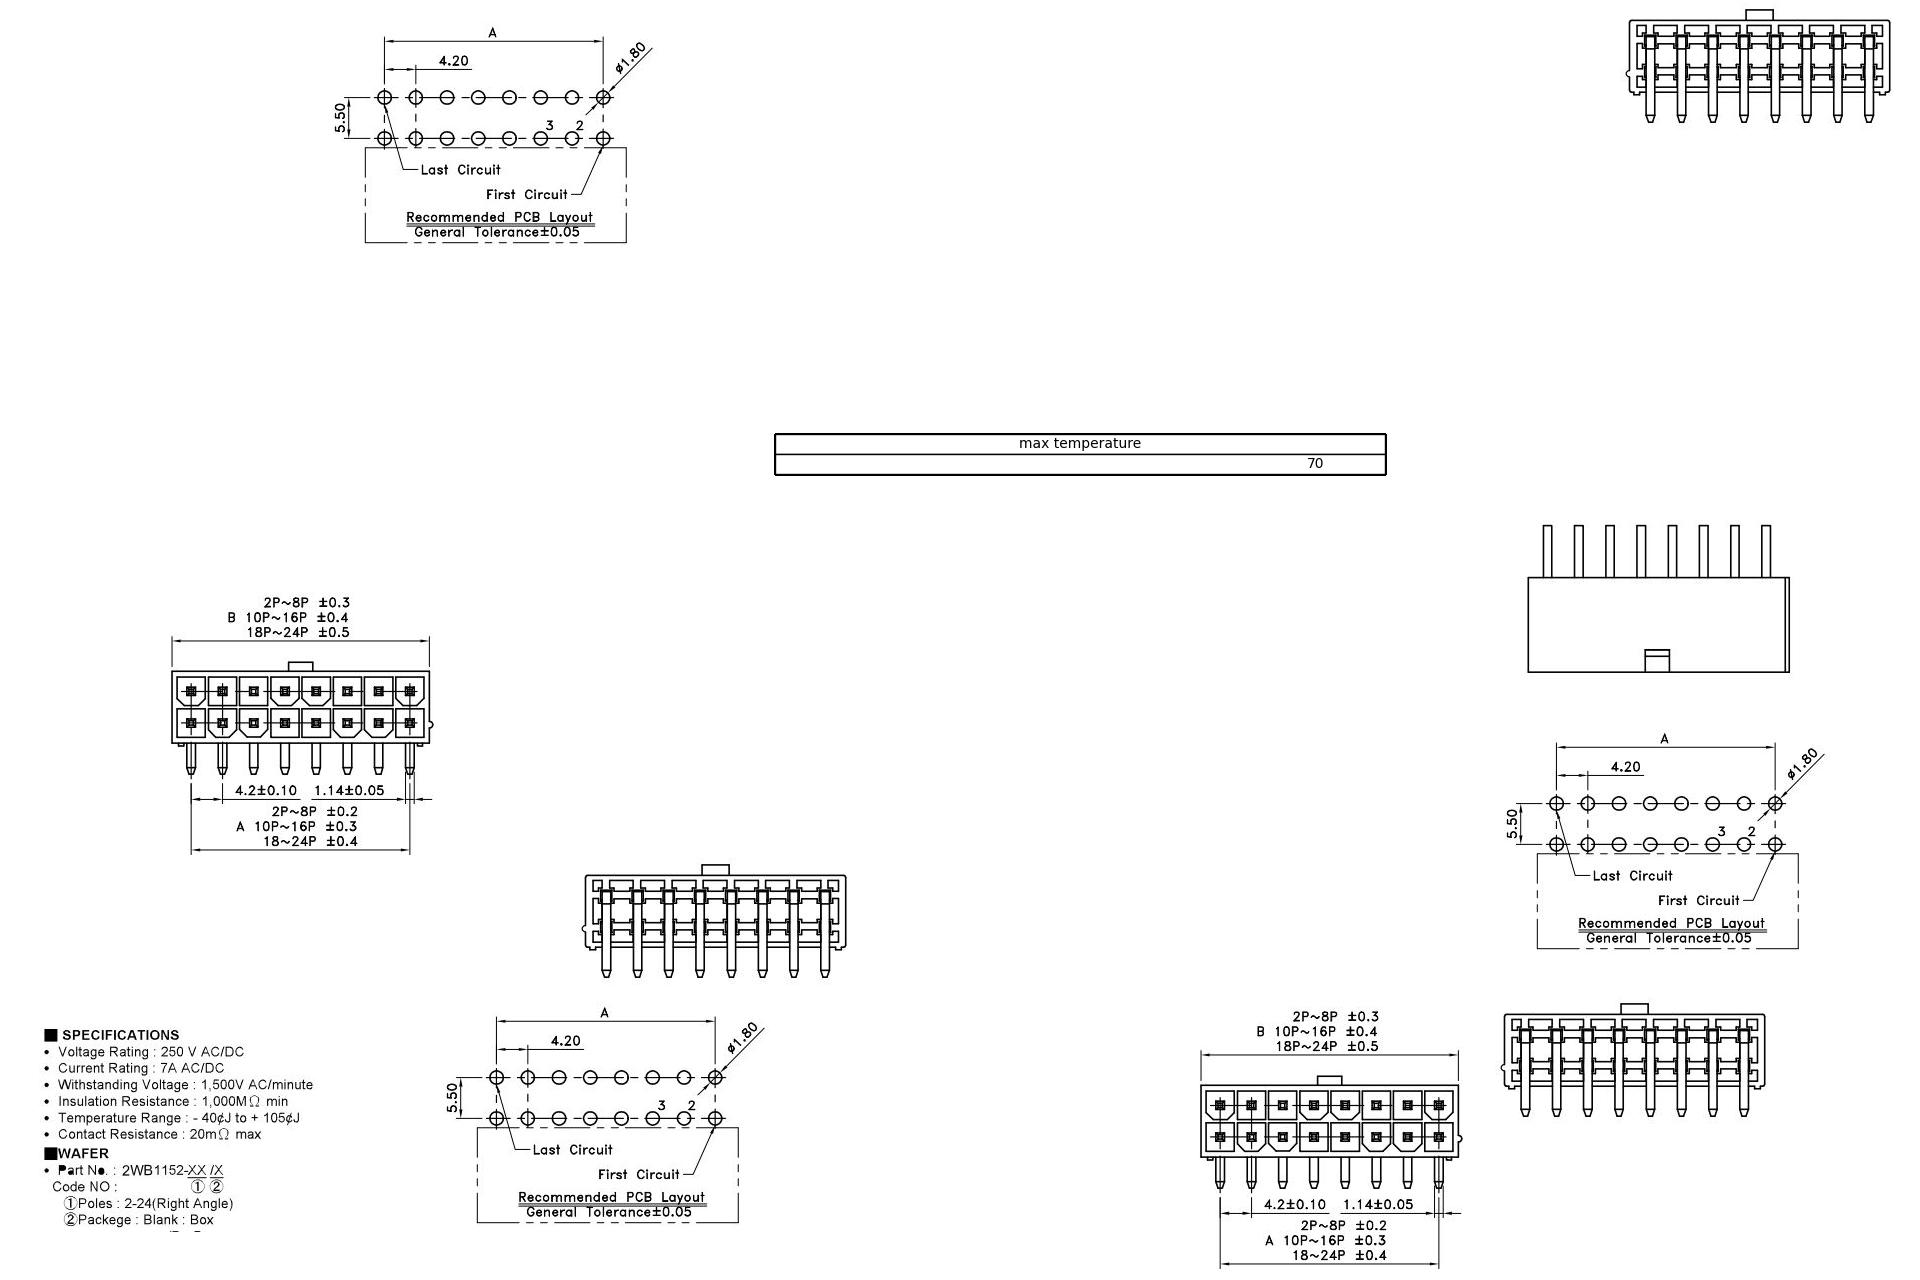 A
4.20
ø1.80
5.50
3 2
Last Circuit
First Circuit
Recommended PCB Layout
General Tolerance±0.05
max temperature
70
2P~8P ±0.3
B 10P~16P ±0.4
18P~24P ±0.5
4.2±0.10 1.14±0.05
2P~8P ±0.2
A 10P~16P ±0.3
18~24P ±0.4
A
4.20
ø1.80
5.50
3 2
Last Circuit
First Circuit
Recommended PCB Layout
General Tolerance±0.05
■ SPECIFICATIONS
• Voltage Rating : 250 V AC/DC
• Current Rating : 7A AC/DC
• Withstanding Voltage : 1,500V AC/minute
• Insulation Resistance : 1,000MΩ min
• Temperature Range : - 40¢J to + 105¢J
• Contact Resistance : 20mΩ max
■WAFER
• Part No. : 2WB1152-XX /X
Code NO : ① ②
①Poles : 2-24(Right Angle)
②Packege : Blank : Box
A
4.20
ø1.80
5.50
3 2
Last Circuit
First Circuit
Recommended PCB Layout
General Tolerance±0.05
2P~8P ±0.3
B 10P~16P ±0.4
18P~24P ±0.5
4.2±0.10 1.14±0.05
2P~8P ±0.2
A 10P~16P ±0.3
18~24P ±0.4